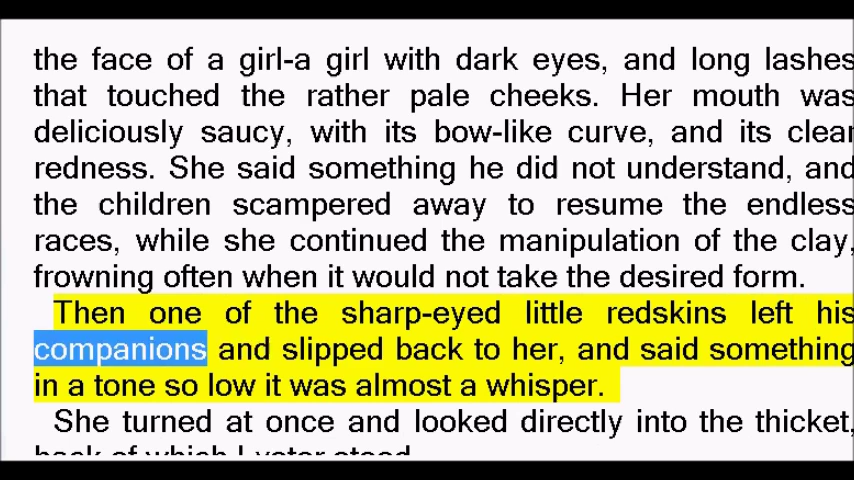 the face of a girl-a girl with dark eyes, and long lashes
that touched the rather pale cheeks. Her mouth was
deliciously saucy, with its bow-like curve, and its clear
redness. She said something he did not understand, and
the children scampered away to resume the endless
races, while she continued the manipulation of the clay,
frowning often when it would not take the desired form.
Then one of the sharp-eyed little redskins left his
companions and slipped back to her, and said something
in a tone so low it was almost a whisper.
She turned at once and looked directly into the thicket,
back of which Lyster stood.